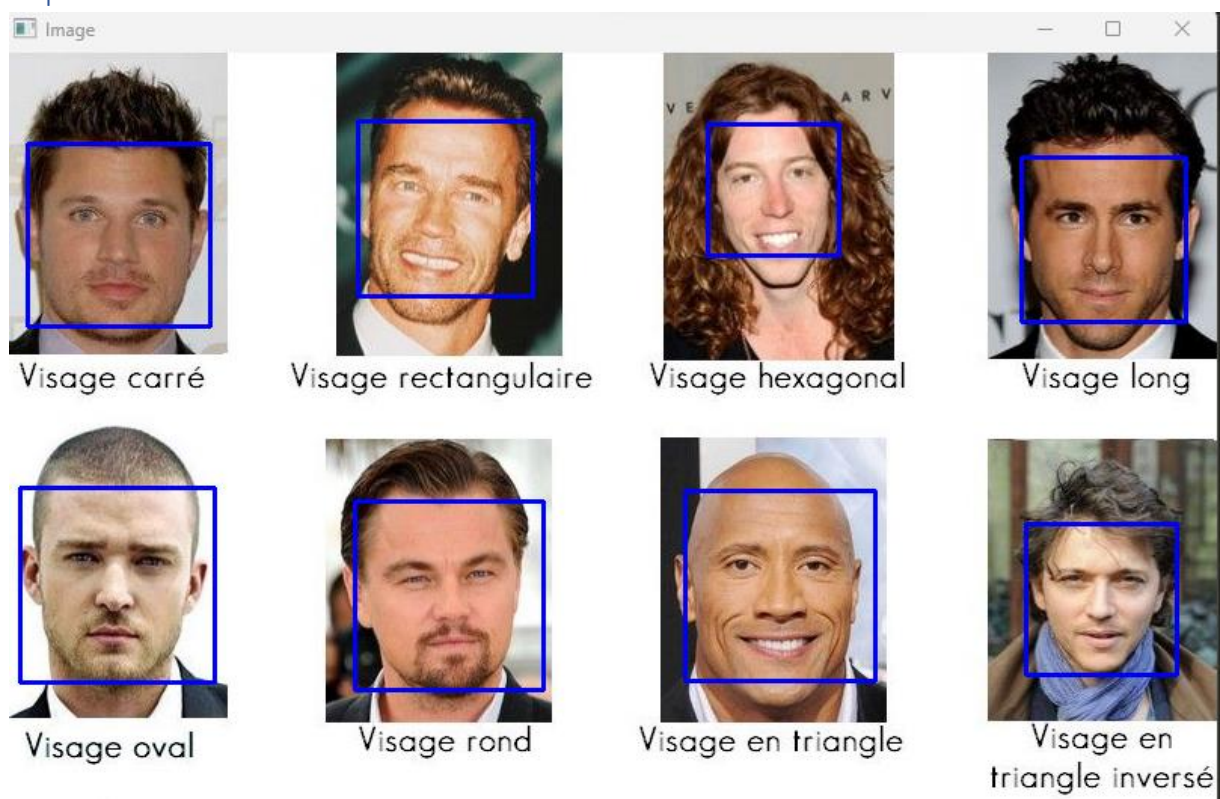 Image
V E
A R V
Visage carré
Visage rectangulaire
Visage hexagonal
Visage long
Visage oval
Visage rond
Visage en triangle
Visage en
triangle inversé